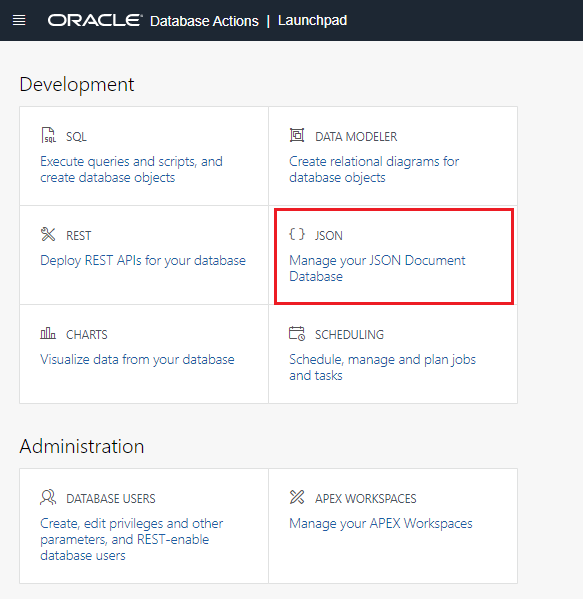 ORACLE Database Actions | Launchpad
Development
SQL
Execute queries and scripts, and
create database objects
DATA MODELER
Create relational diagrams for
database objects
REST
Deploy REST APIs for your database
{ } JSON
Manage your JSON Document
Database
CHARTS
Visualize data from your database
SCHEDULING
Schedule, manage and plan jobs
and tasks
Administration
DATABASE USERS
Create, edit privileges and other
parameters, and REST-enable
database users
APEX WORKSPACES
Manage your APEX Workspaces